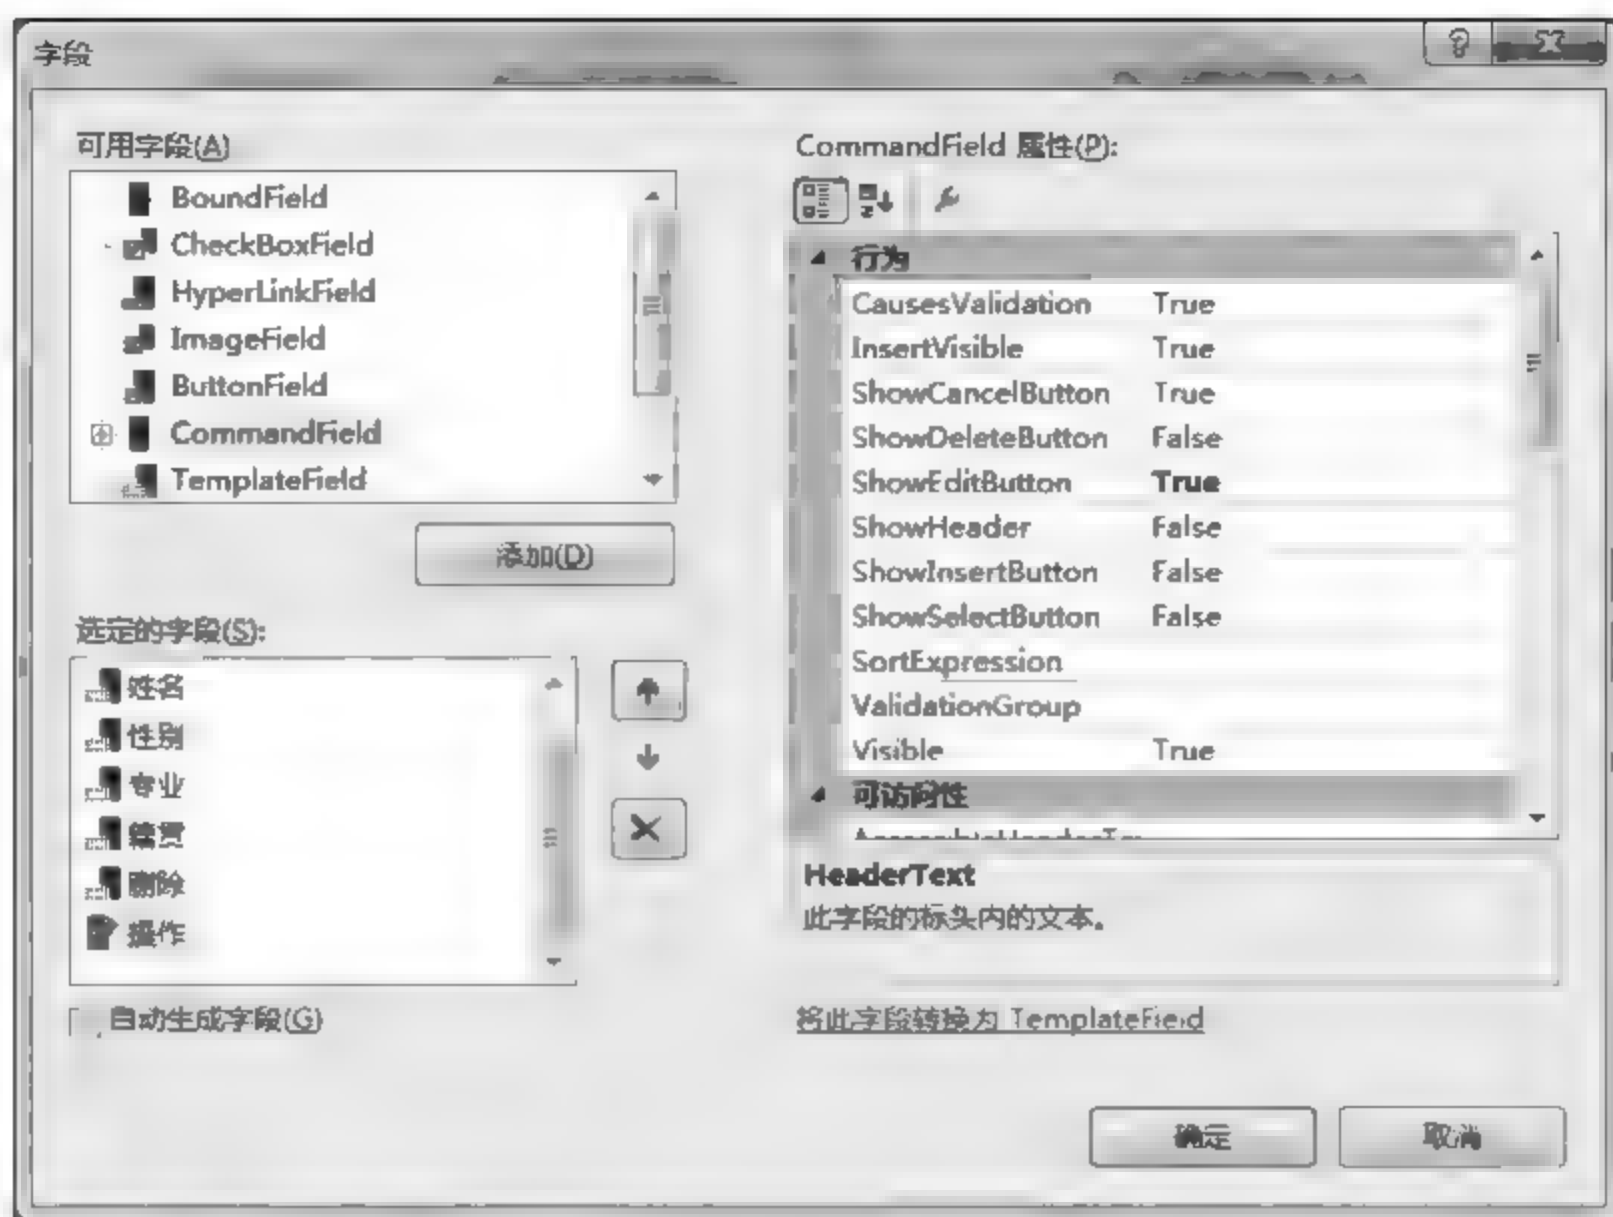 字段
可用字段(A)
BoundField
CheckBoxField
HyperLinkField
ImageField
ButtonField
CommandField
TemplateField
添加(D)
选定的字段(S):
姓名
性别
专业
籍贯
删除
操作
自动生成字段(G)
CommandField 属性(P):
行为
CausesValidation True
InsertVisible True
ShowCancelButton True
ShowDeleteButton False
ShowEditButton True
ShowHeader False
ShowInsertButton False
ShowSelectButton False
SortExpression
ValidationGroup
Visible True
可访问性
HeaderText
此字段的标头内的文本。
将此字段转换为 TemplateField
确定
取消